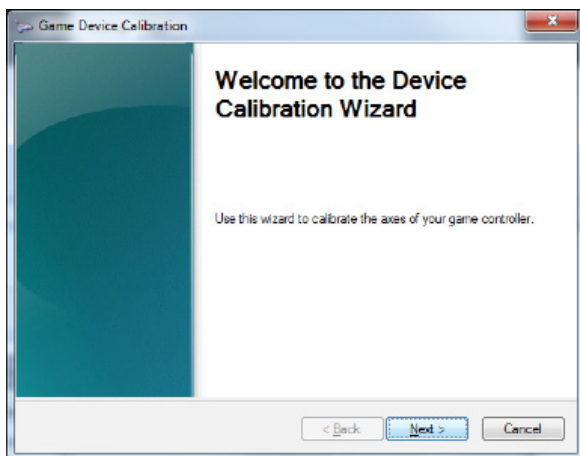 Game Device Calibration
Welcome to the Device
Calibration Wizard
Use this wizard to calibrate the axes of your game controller.
< Back
Next >
Cancel